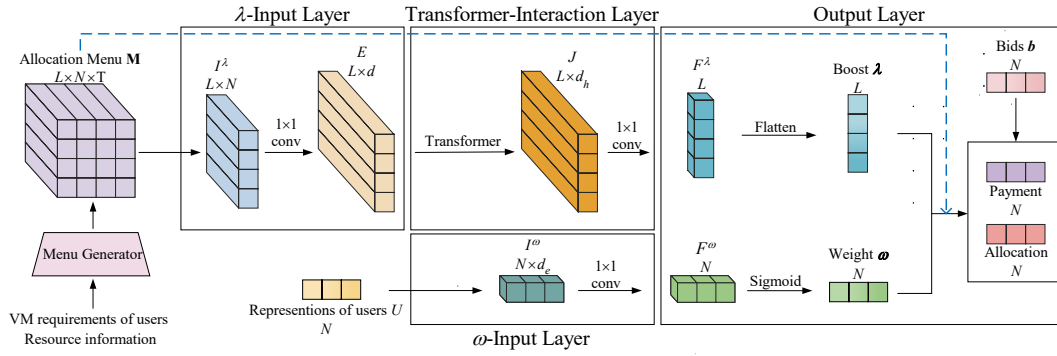 λ-Input Layer
Transformer-Interaction Layer
Output Layer
Allocation Menu M
L×N×T
I^λ
L×N
1×1
conv
E
L×d
Transformer
J
L×d_h
1×1
conv
F^λ
L
Flatten
Boost λ
L
Bids b
N
Payment
N
Allocation
N
Menu Generator
VM requirements of users
Resource information
Representions of users U
N
I^ω
N×d_e
1×1
conv
F^ω
N
Sigmoid
Weight ω
N
ω-Input Layer